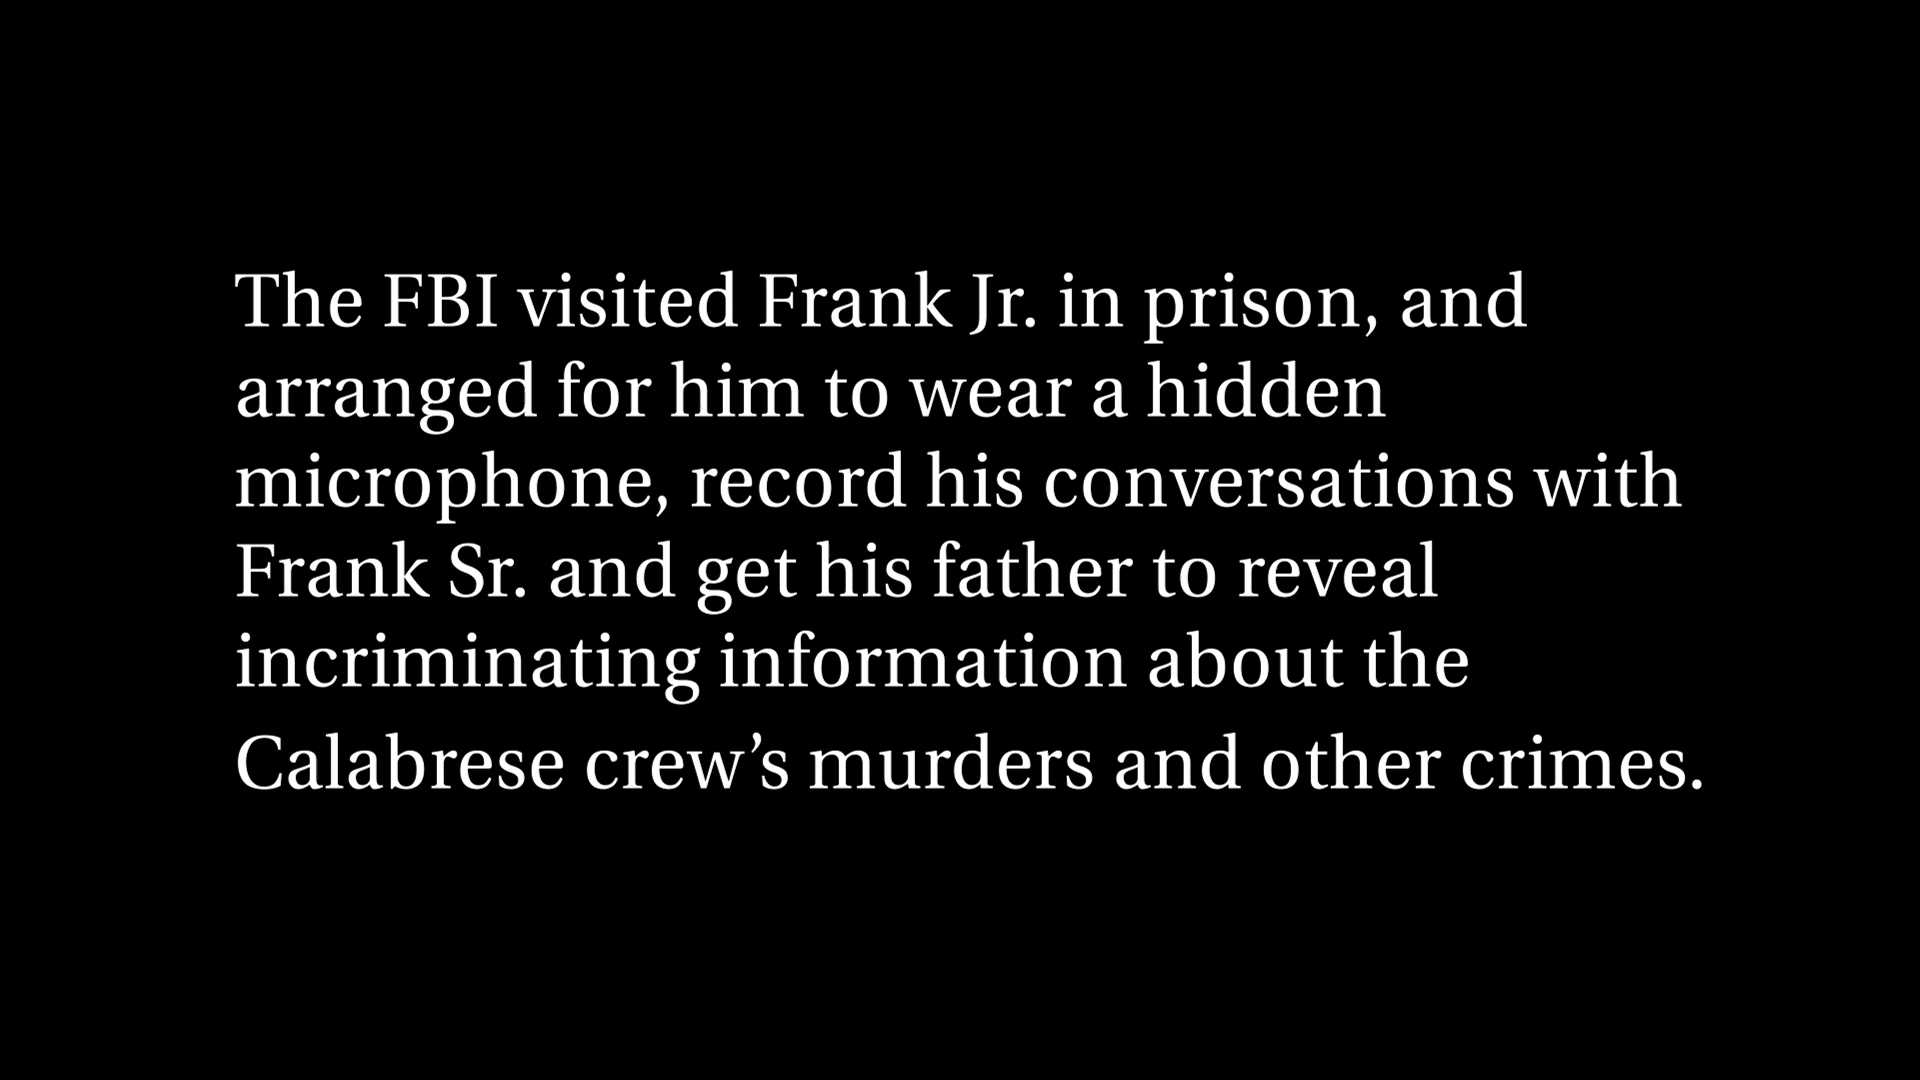 The FBI visited Frank Jr. in prison, and
arranged for him to wear a hidden
microphone, record his conversations with
Frank Sr. and get his father to reveal
incriminating information about the
Calabrese crew’s murders and other crimes.